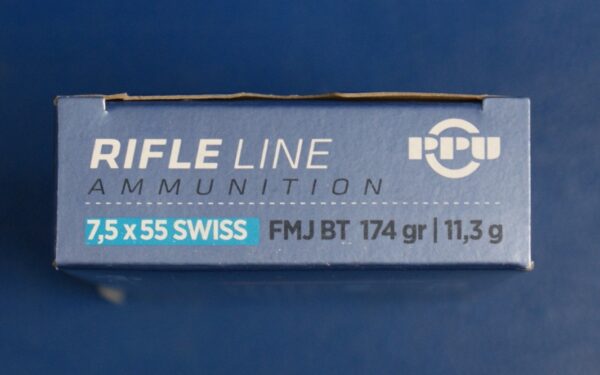 RIFLE LINE PPU
AMMUNITION
7,5 x 55 SWISS FMJ BT 174 gr | 11,3 g